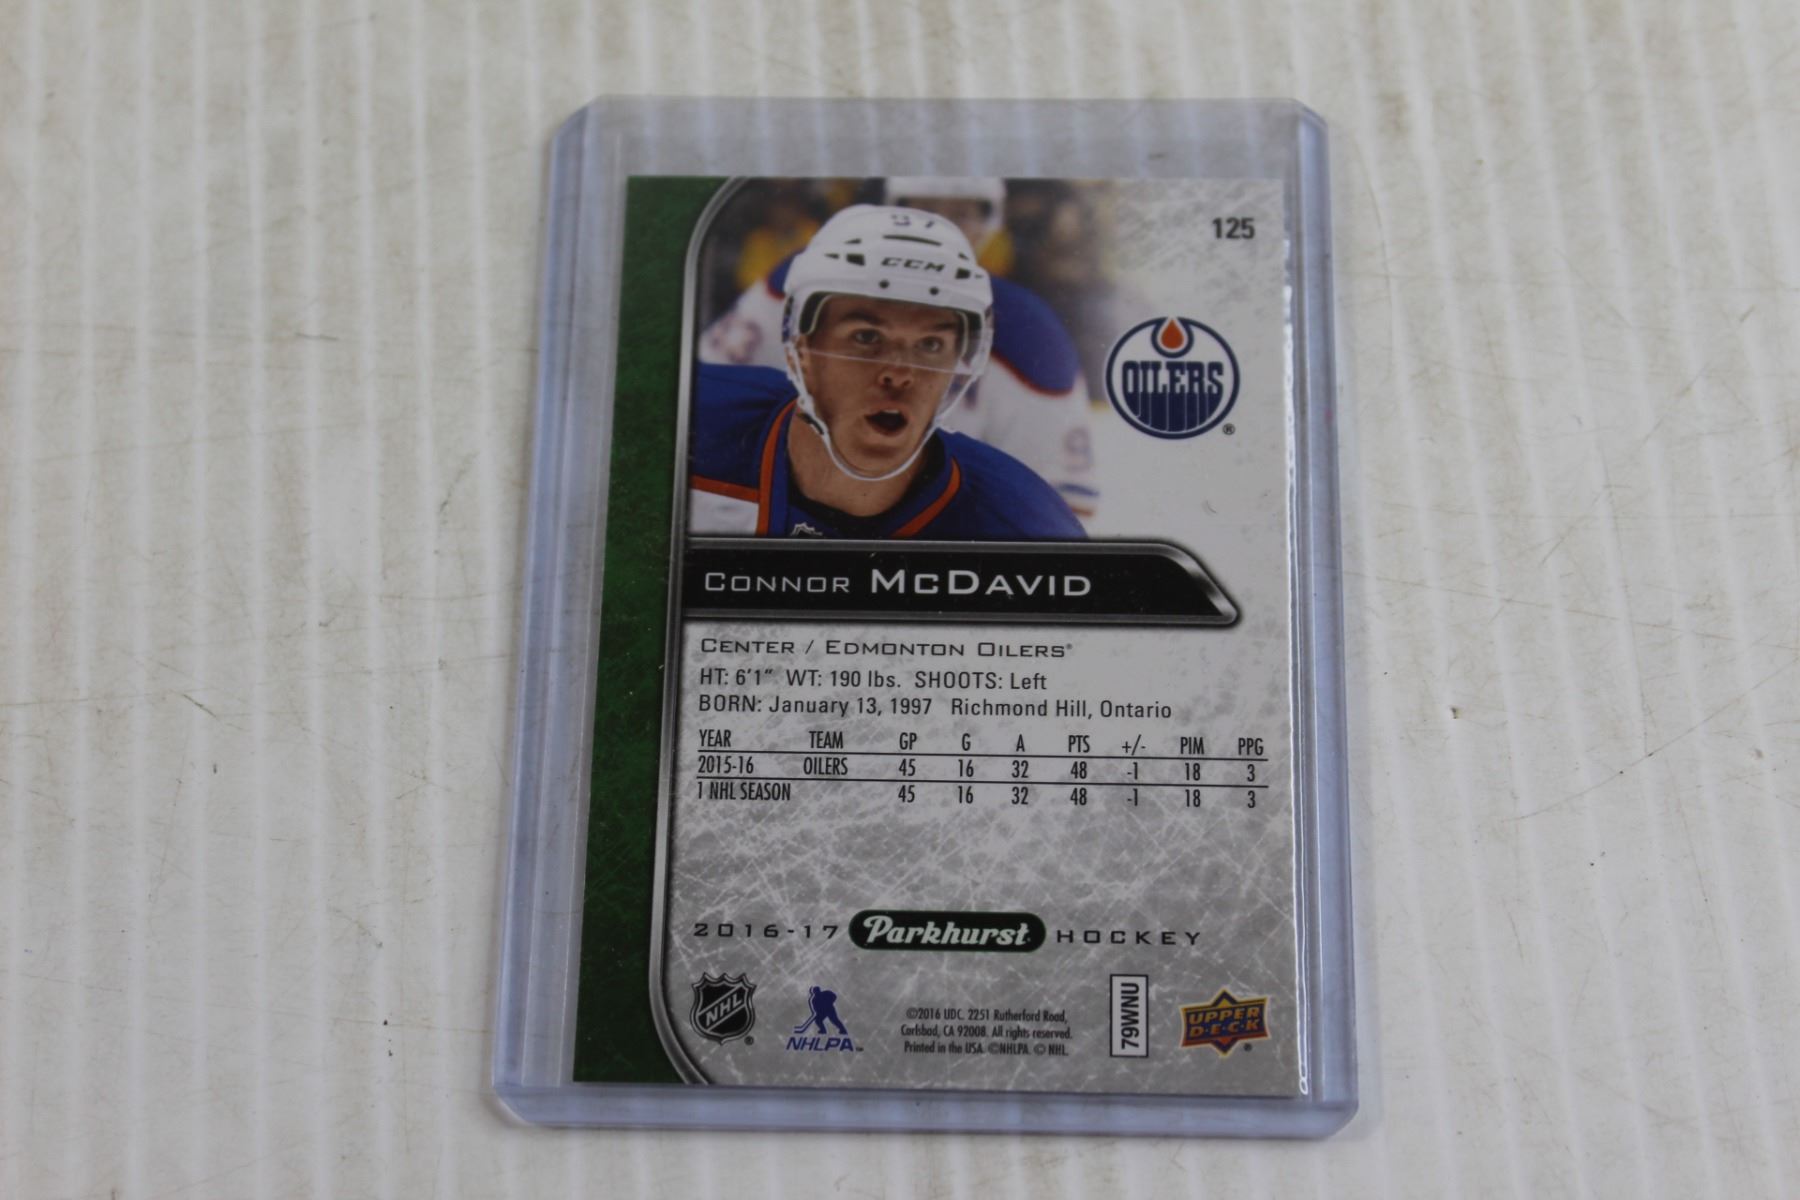 125
97
CCM
OILERS ®
CONNOR MCDAVID
CENTER / EDMONTON OILERS®
HT: 6'1" WT: 190 lbs. SHOOTS: Left
BORN: January 13, 1997 Richmond Hill, Ontario
YEAR TEAM GP G A PTS +/- PIM PPG
2015-16 OILERS 45 16 32 48 -1 18 3
1 NHL SEASON 45 16 32 48 -1 18 3
2016-17 Parkhurst HOCKEY
NHL ®
NHLPA™
©2016 UDC. 2251 Rutherford Road,
Carlsbad, CA 92008. All rights reserved.
Printed in the USA. ©NHLPA. © NHL.
79WNU
UPPER
D·E·C·K ®